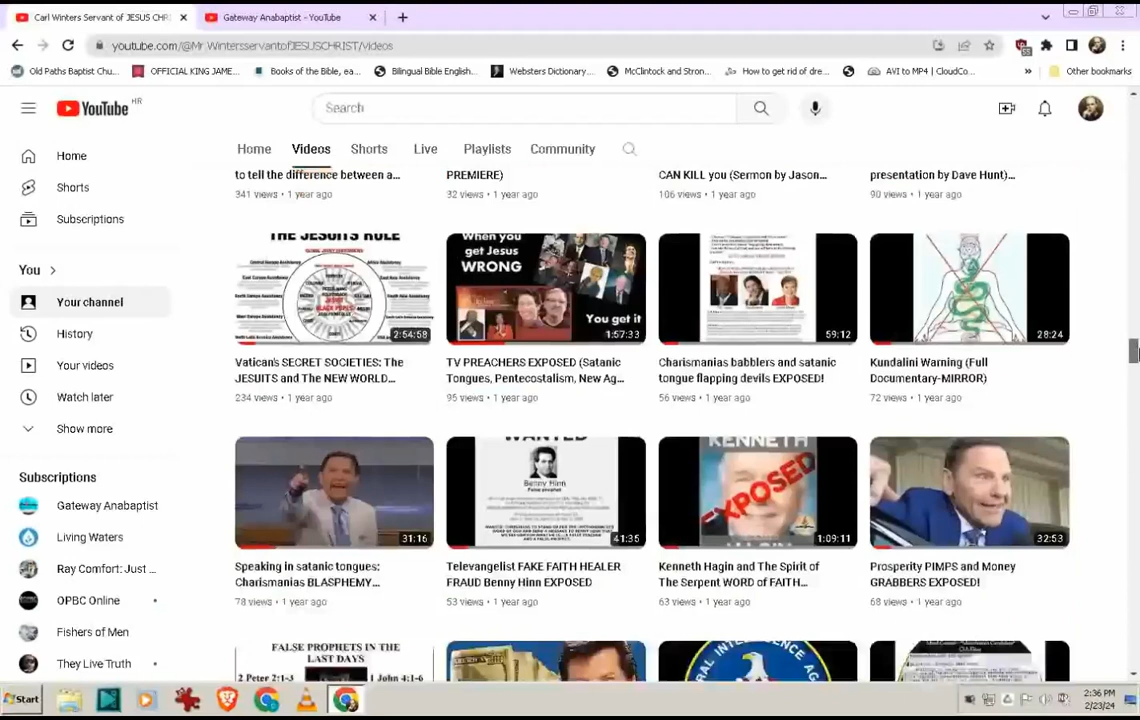 Carl Winters Servant of JESUS CHRI
Gateway Anabaptist - YouTube
youtube.com/@Mr WintersservantofJESUSCHRIST/videos
55
Old Paths Baptist Chu...
OFFICIAL KING JAME...
Books of the Bible, ea...
Bilingual Bible English...
Websters Dictionary...
McClintock and Stron...
How to get rid of dre...
AVI to MP4 | CloudCo...
»
Other bookmarks
YouTube HR
Search
Home
Videos
Shorts
Live
Playlists
Community
Home
Shorts
Subscriptions
You
Your channel
History
Your videos
Watch later
Show more
Subscriptions
Gateway Anabaptist
Living Waters
Ray Comfort: Just ...
OPBC Online
Fishers of Men
They Live Truth
to tell the difference between a...
341 views • 1 year ago
PREMIERE)
32 views • 1 year ago
CAN KILL you (Sermon by Jason...
106 views • 1 year ago
presentation by Dave Hunt)...
90 views • 1 year ago
THE JESUITS RULE
2:54:58
Vatican's SECRET SOCIETIES: The
JESUITS and The NEW WORLD...
234 views • 1 year ago
When you
get Jesus
WRONG
You get it
1:57:33
TV PREACHERS EXPOSED (Satanic
Tongues, Pentecostalism, New Ag...
95 views • 1 year ago
59:12
Charismanias babblers and satanic
tongue flapping devils EXPOSED!
56 views • 1 year ago
28:24
Kundalini Warning (Full
Documentary-MIRROR)
72 views • 1 year ago
31:16
Speaking in satanic tongues:
Charismanias BLASPHEMY...
78 views • 1 year ago
WANTED
Benny Hinn
41:35
Televangelist FAKE FAITH HEALER
FRAUD Benny Hinn EXPOSED
53 views • 1 year ago
KENNETH
EXPOSED
HAGIN
1:09:11
Kenneth Hagin and The Spirit of
The Serpent WORD of FAITH...
63 views • 1 year ago
32:53
Prosperity PIMPS and Money
GRABBERS EXPOSED!
68 views • 1 year ago
FALSE PROPHETS IN THE
LAST DAYS
2 Peter 2:1-3
1 John 4:1-6
Start
2:36 PM
2/23/24